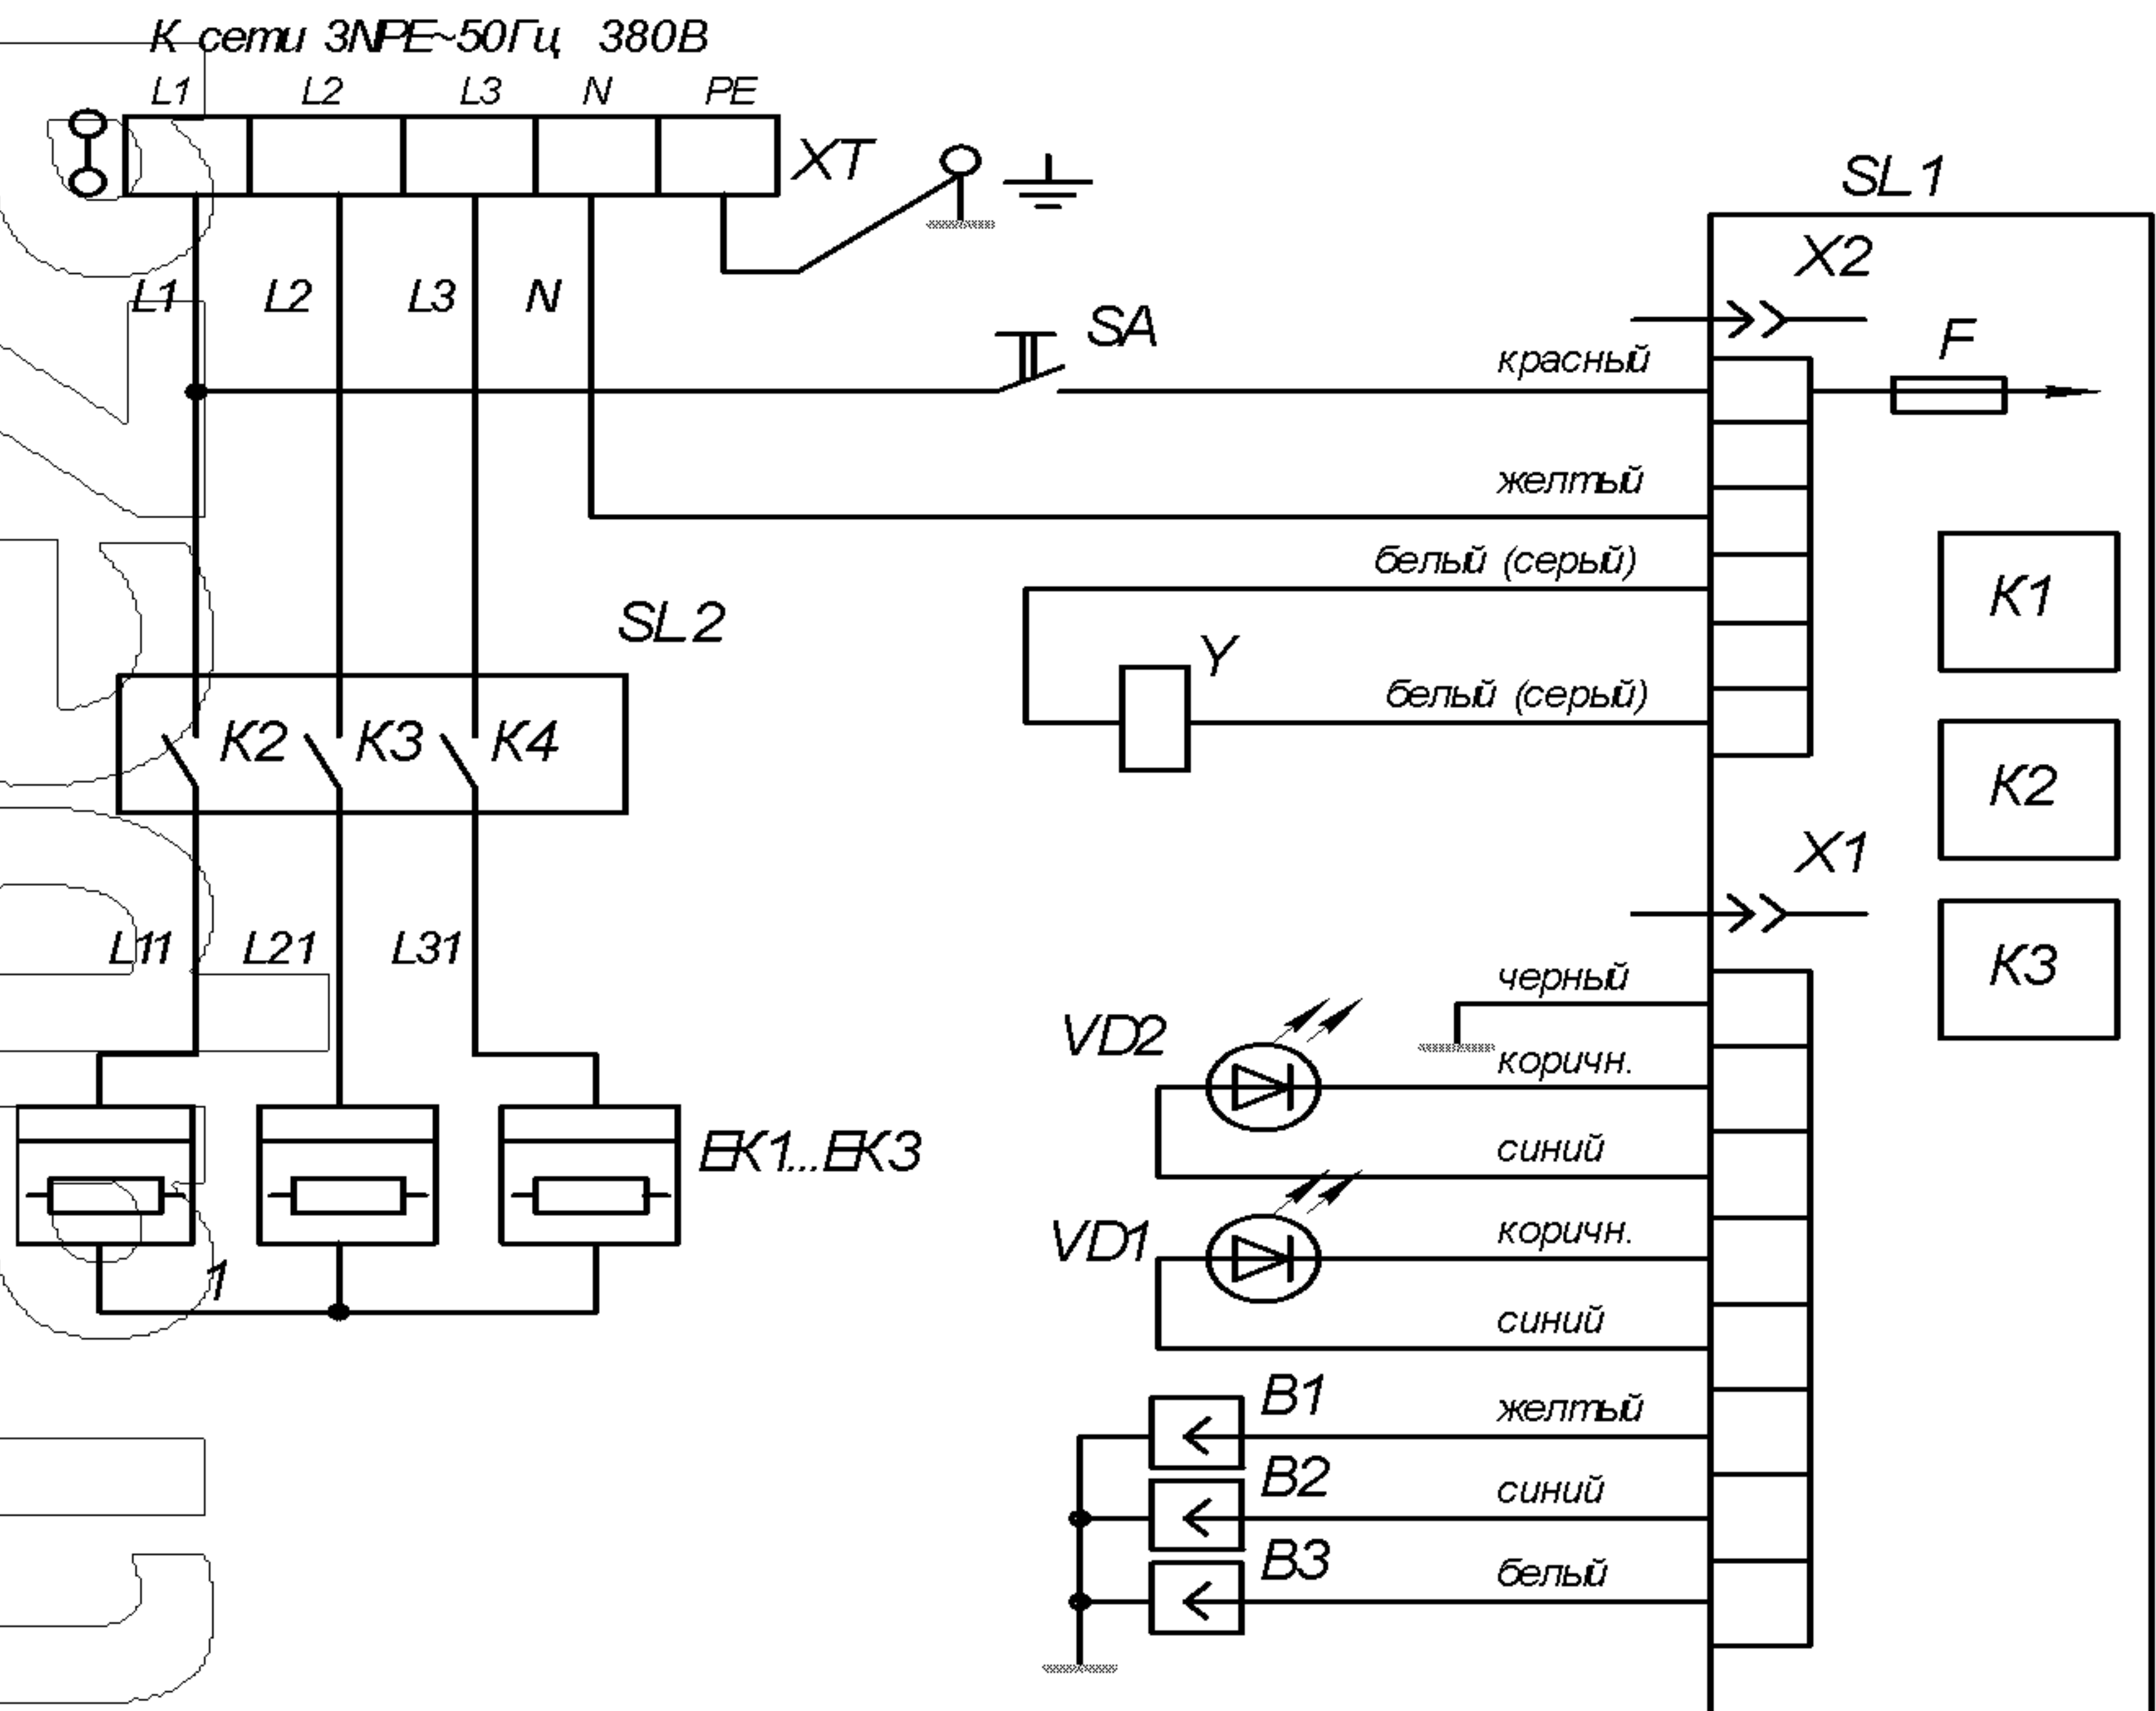 К сети 3NPE~50Гц 380В
L1 L2 L3 N PE
XT
SL1
X2
L1 L2 L3 N
SA
F
красный
желтый
белый (серый)
K1
SL2
Y
белый (серый)
K2 K3 K4
K2
X1
L11 L21 L31
K3
черный
VD2
коричн.
EK1...EK3
синий
VD1
коричн.
1
синий
B1
желтый
B2
синий
B3
белый